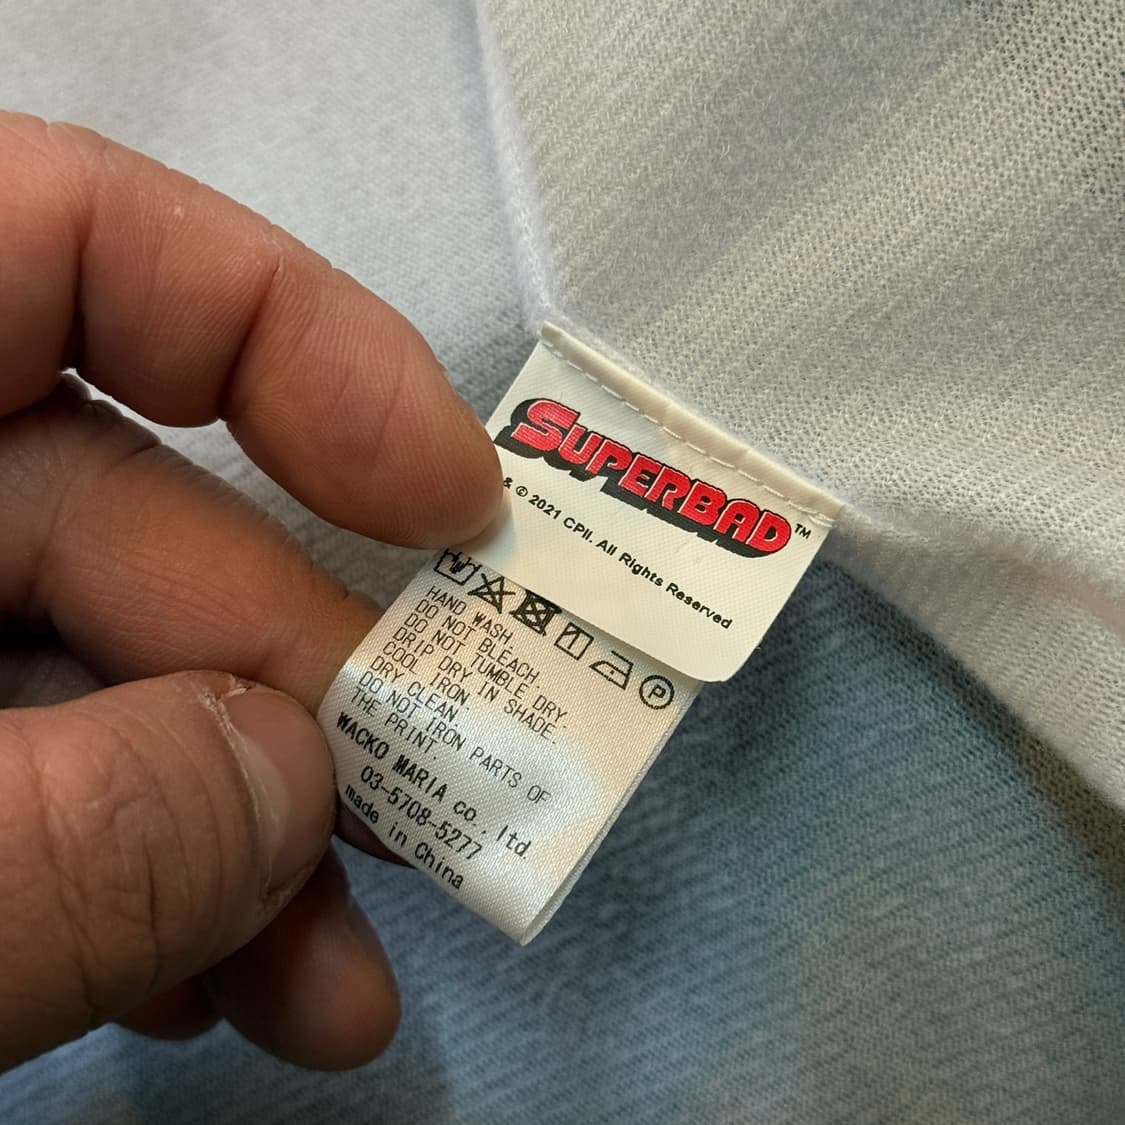 SUPERBAD™
& © 2021 CPII. All Rights Reserved
HAND WASH
DO NOT BLEACH
DO NOT TUMBLE DRY.
DRIP DRY IN SHADE.
COOL IRON
DRY CLEAN
DO NOT IRON PARTS OF
THE PRINT.
WACKO MARIA co., ltd.
03-5708-5277
made in China
P